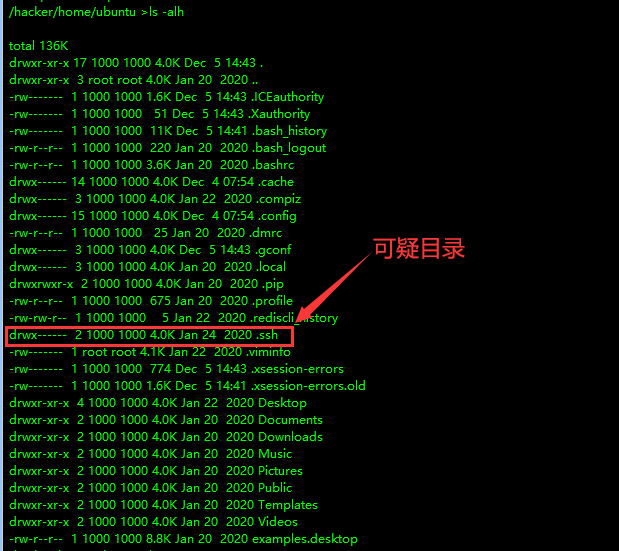 /hacker/home/ubuntu >ls -alh
total 136K
drwxr-xr-x 17 1000 1000 4.0K Dec  5 14:43 .
drwxr-xr-x  3 root root 4.0K Jan 20  2020 ..
-rw-------  1 1000 1000 1.6K Dec  5 14:43 .ICEauthority
-rw-------  1 1000 1000   51 Dec  5 14:43 .Xauthority
-rw-------  1 1000 1000  11K Dec  5 14:41 .bash_history
-rw-r--r--  1 1000 1000  220 Jan 20  2020 .bash_logout
-rw-r--r--  1 1000 1000 3.6K Jan 20  2020 .bashrc
drwx------ 14 1000 1000 4.0K Dec  4 07:54 .cache
drwx------  3 1000 1000 4.0K Jan 22  2020 .compiz
drwx------ 15 1000 1000 4.0K Dec  4 07:54 .config
-rw-r--r--  1 1000 1000   25 Jan 20  2020 .dmrc
drwx------  3 1000 1000 4.0K Dec  5 14:43 .gconf
drwx------  3 1000 1000 4.0K Jan 20  2020 .local
drwxrwxr-x  2 1000 1000 4.0K Jan 20  2020 .pip
-rw-r--r--  1 1000 1000  675 Jan 20  2020 .profile
-rw-rw-r--  1 1000 1000    5 Jan 22  2020 .rediscli_history
drwx------  2 1000 1000 4.0K Jan 24  2020 .ssh
-rw-------  1 root root 4.1K Jan 22  2020 .viminfo
-rw-------  1 1000 1000  774 Dec  5 14:43 .xsession-errors
-rw-------  1 1000 1000 1.6K Dec  5 14:41 .xsession-errors.old
drwxr-xr-x  4 1000 1000 4.0K Jan 22  2020 Desktop
drwxr-xr-x  2 1000 1000 4.0K Jan 20  2020 Documents
drwxr-xr-x  2 1000 1000 4.0K Jan 20  2020 Downloads
drwxr-xr-x  2 1000 1000 4.0K Jan 20  2020 Music
drwxr-xr-x  2 1000 1000 4.0K Jan 20  2020 Pictures
drwxr-xr-x  2 1000 1000 4.0K Jan 20  2020 Public
drwxr-xr-x  2 1000 1000 4.0K Jan 20  2020 Templates
drwxr-xr-x  2 1000 1000 4.0K Jan 20  2020 Videos
-rw-r--r--  1 1000 1000 8.8K Jan 20  2020 examples.desktop
可疑目录